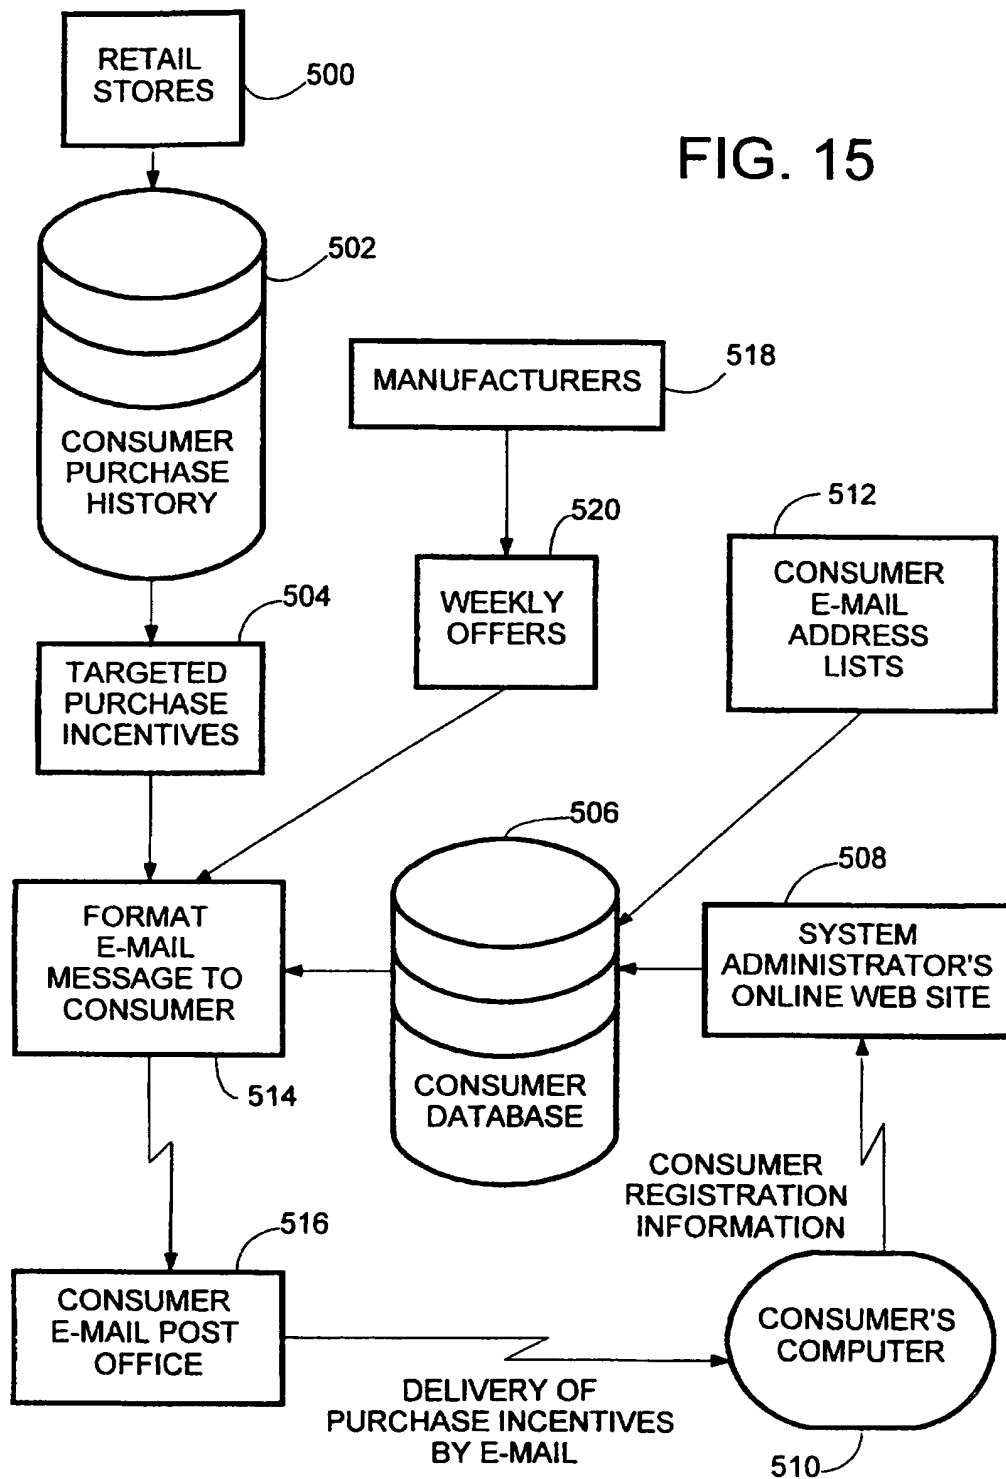 RETAIL
STORES
500
FIG. 15
502
CONSUMER
PURCHASE
HISTORY
MANUFACTURERS
518
520
512
WEEKLY
OFFERS
CONSUMER
E-MAIL
ADDRESS
LISTS
504
TARGETED
PURCHASE
INCENTIVES
506
508
FORMAT
E-MAIL
MESSAGE TO
CONSUMER
514
SYSTEM
ADMINISTRATOR'S
ONLINE WEB SITE
CONSUMER
DATABASE
CONSUMER
REGISTRATION
INFORMATION
516
CONSUMER
E-MAIL POST
OFFICE
CONSUMER'S
COMPUTER
DELIVERY OF
PURCHASE INCENTIVES
BY E-MAIL
510